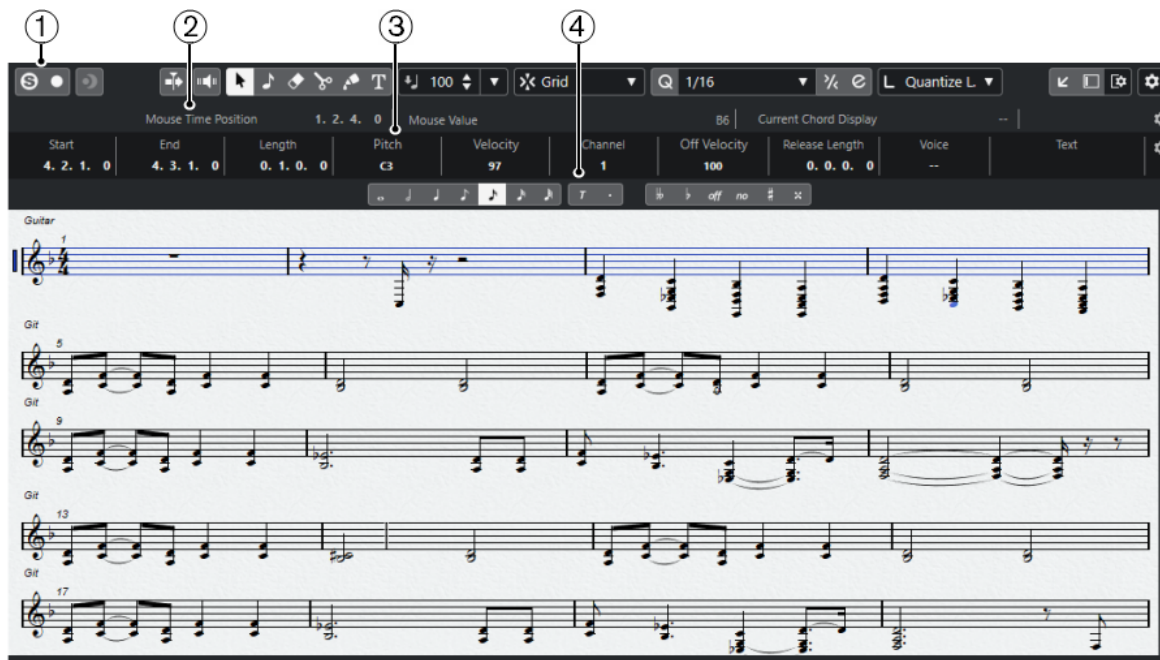 1 2 3 4
S 100 Grid Q 1/16 e L Quantize L.
Mouse Time Position 1. 2. 4. 0 Mouse Value B6 Current Chord Display --
Start End Length Pitch Velocity Channel Off Velocity Release Length Voice Text
4. 2. 1. 0 4. 3. 1. 0 0. 1. 0. 0 C3 97 1 100 0. 0. 0. 0 --
T . off no
Guitar
1
4
4
Git
5
Git
9
Git
13
Git
17